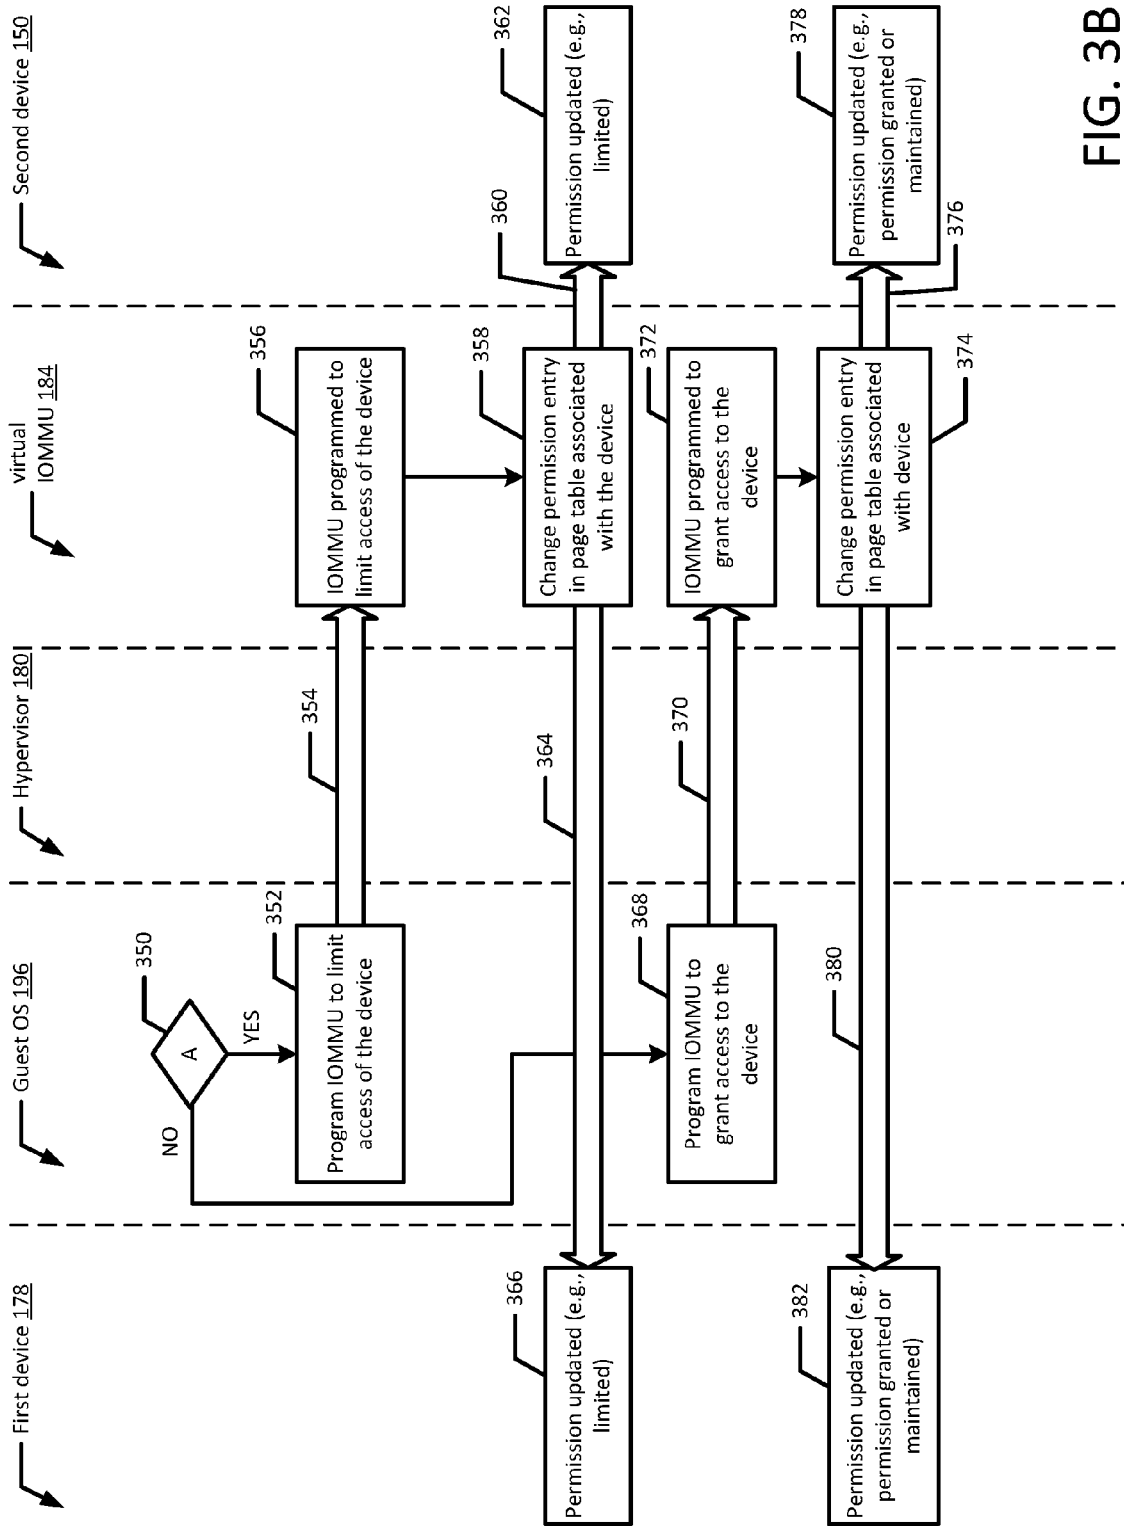 First device 178
Guest OS 196
Hypervisor 180
virtual
IOMMU 184
Second device 150
350
A
NO
YES
352
Program IOMMU to limit
access of the device
354
356
IOMMU programmed to
limit access of the device
358
Change permission entry
in page table associated
with the device
360
362
Permission updated (e.g.,
limited)
364
366
Permission updated (e.g.,
limited)
368
Program IOMMU to
grant access to the
device
370
372
IOMMU programmed to
grant access to the
device
374
Change permission entry
in page table associated
with device
376
378
Permission updated (e.g.,
permission granted or
maintained)
380
382
Permission updated (e.g.,
permission granted or
maintained)
FIG. 3B